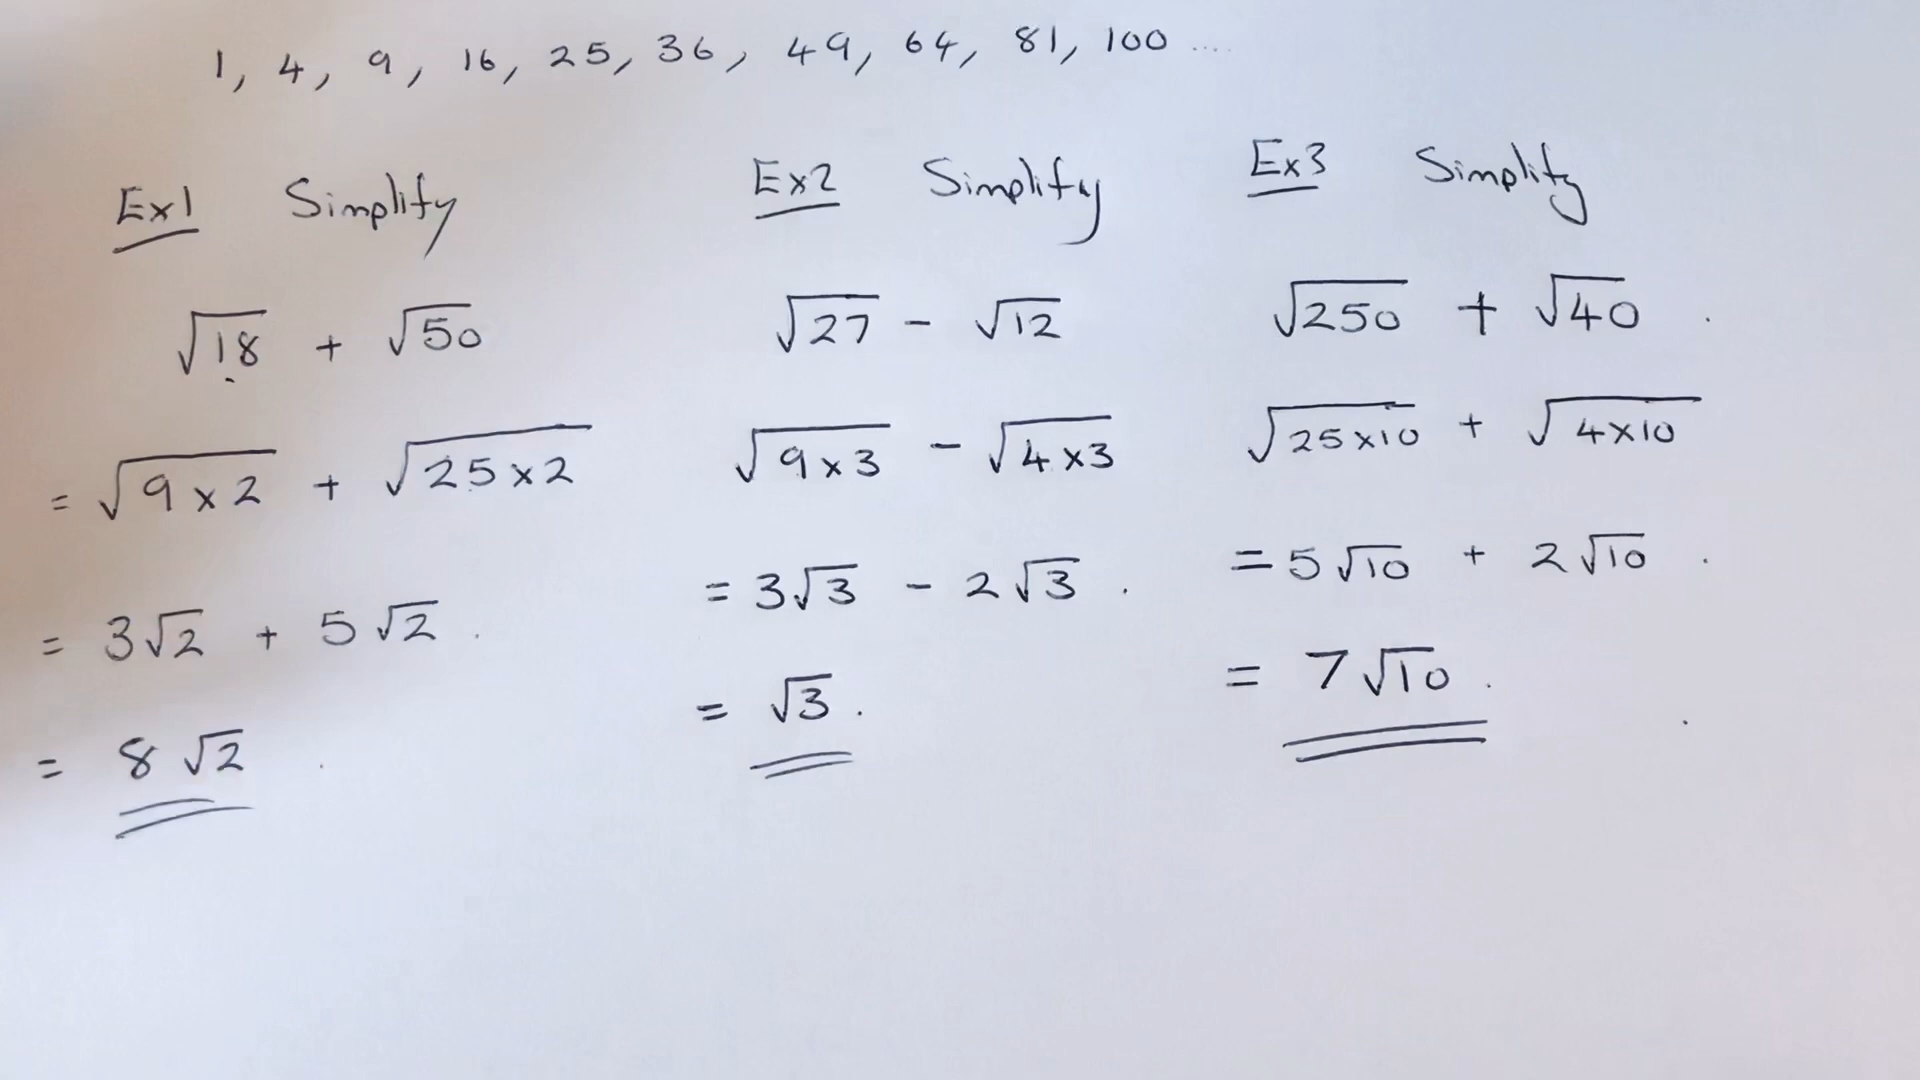 1, 4, 9, 16, 25, 36, 49, 64, 81, 100 ....
Ex1 Simplify
√18 + √50
= √9×2 + √25×2
= 3√2 + 5√2
= 8√2
Ex2 Simplify
√27 - √12
√9×3 - √4×3
= 3√3 - 2√3
= √3
Ex3 Simplify
√250 + √40
√25×10 + √4×10
= 5√10 + 2√10
= 7√10